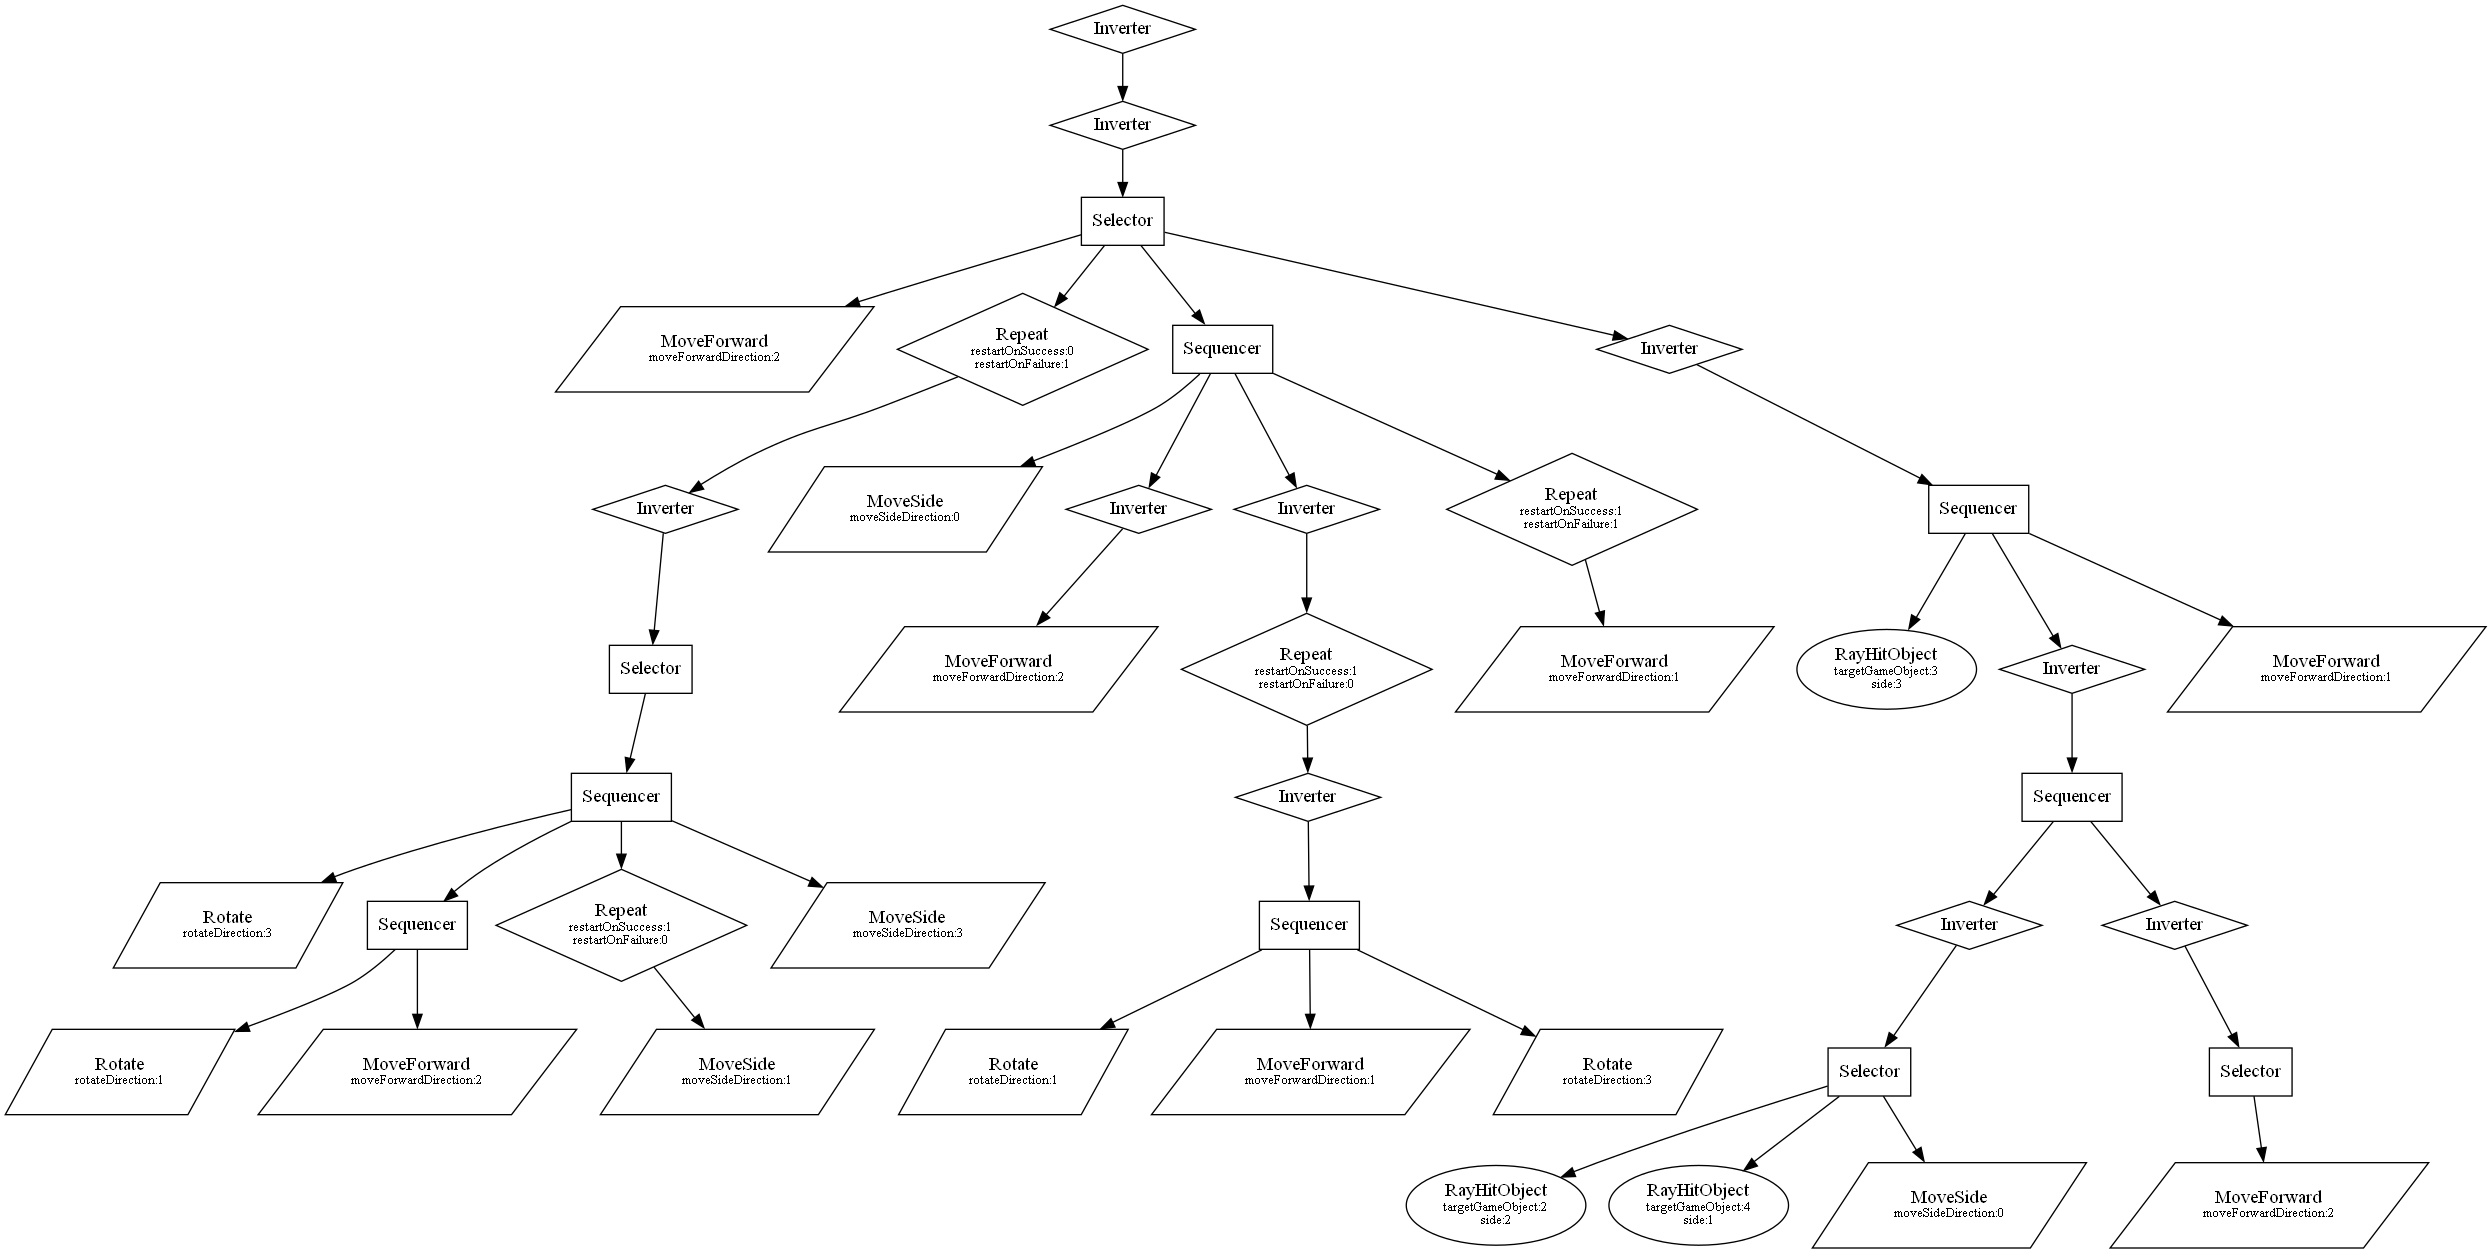 Inverter
Inverter
Selector
MoveForward
moveForwardDirection:2
Repeat
restartOnSuccess:0
restartOnFailure:1
Sequencer
Inverter
Inverter
MoveSide
moveSideDirection:0
Inverter
Inverter
Repeat
restartOnSuccess:1
restartOnFailure:1
Sequencer
Selector
MoveForward
moveForwardDirection:2
Repeat
restartOnSuccess:1
restartOnFailure:0
MoveForward
moveForwardDirection:1
RayHitObject
targetGameObject:3
side:3
Inverter
MoveForward
moveForwardDirection:1
Sequencer
Inverter
Sequencer
Rotate
rotateDirection:3
Sequencer
Repeat
restartOnSuccess:1
restartOnFailure:0
MoveSide
moveSideDirection:3
Sequencer
Inverter
Inverter
Rotate
rotateDirection:1
MoveForward
moveForwardDirection:2
MoveSide
moveSideDirection:1
Rotate
rotateDirection:1
MoveForward
moveForwardDirection:1
Rotate
rotateDirection:3
Selector
Selector
RayHitObject
targetGameObject:2
side:2
RayHitObject
targetGameObject:4
side:1
MoveSide
moveSideDirection:0
MoveForward
moveForwardDirection:2